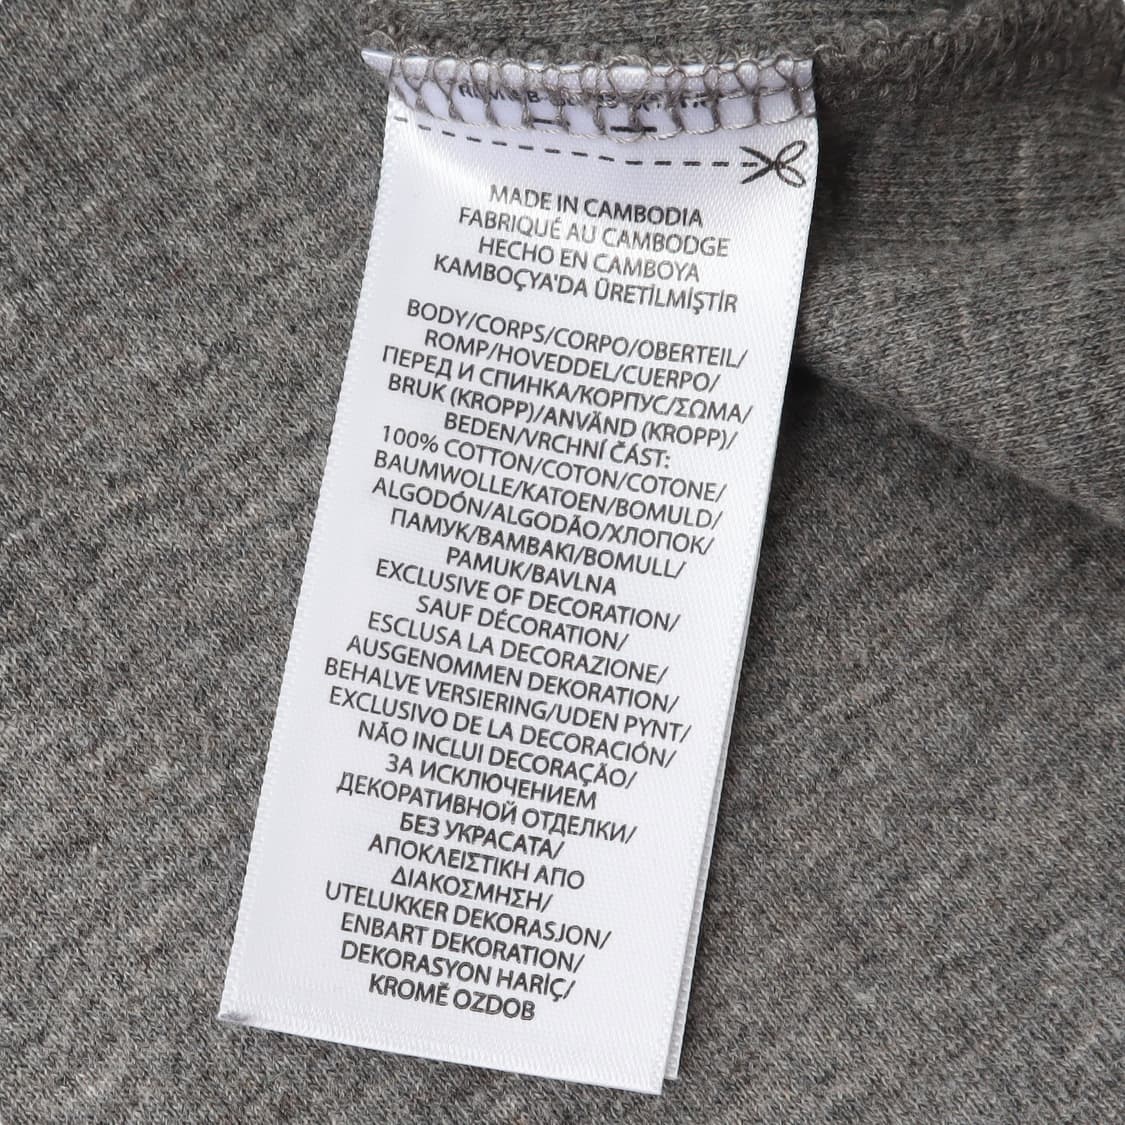 MADE IN CAMBODIA
FABRIQUÉ AU CAMBODGE
HECHO EN CAMBOYA
KAMBOÇYA'DA ÜRETİLMİŞTİR
BODY/CORPS/CORPO/OBERTEIL/
ROMP/HOVEDDEL/CUERPO/
ПЕРЕД И СПИНКА/КОРПУС/ΣΩΜΑ/
BRUK (KROPP)/ANVÄND (KROPP)/
BEDEN/VRCHNÍ ČÁST:
100% COTTON/COTON/COTONE/
BAUMWOLLE/KATOEN/BOMULD/
ALGODÓN/ALGODÃO/ХЛОПОК/
ПАМУК/ΒΑΜΒΑΚΙ/BOMULL/
PAMUK/BAVLNA
EXCLUSIVE OF DECORATION/
SAUF DÉCORATION/
ESCLUSA LA DECORAZIONE/
AUSGENOMMEN DEKORATION/
BEHALVE VERSIERING/UDEN PYNT/
EXCLUSIVO DE LA DECORACIÓN/
NÃO INCLUI DECORAÇÃO/
ЗА ИСКЛЮЧЕНИЕМ
ДЕКОРАТИВНОЙ ОТДЕЛКИ/
БЕЗ УКРАСАТА/
ΑΠΟΚΛΕΙΣΤΙΚΗ ΑΠΟ
ΔΙΑΚΟΣΜΗΣΗ/
UTELUKKER DEKORASJON/
ENBART DEKORATION/
DEKORASYON HARİÇ/
KROMĚ OZDOB